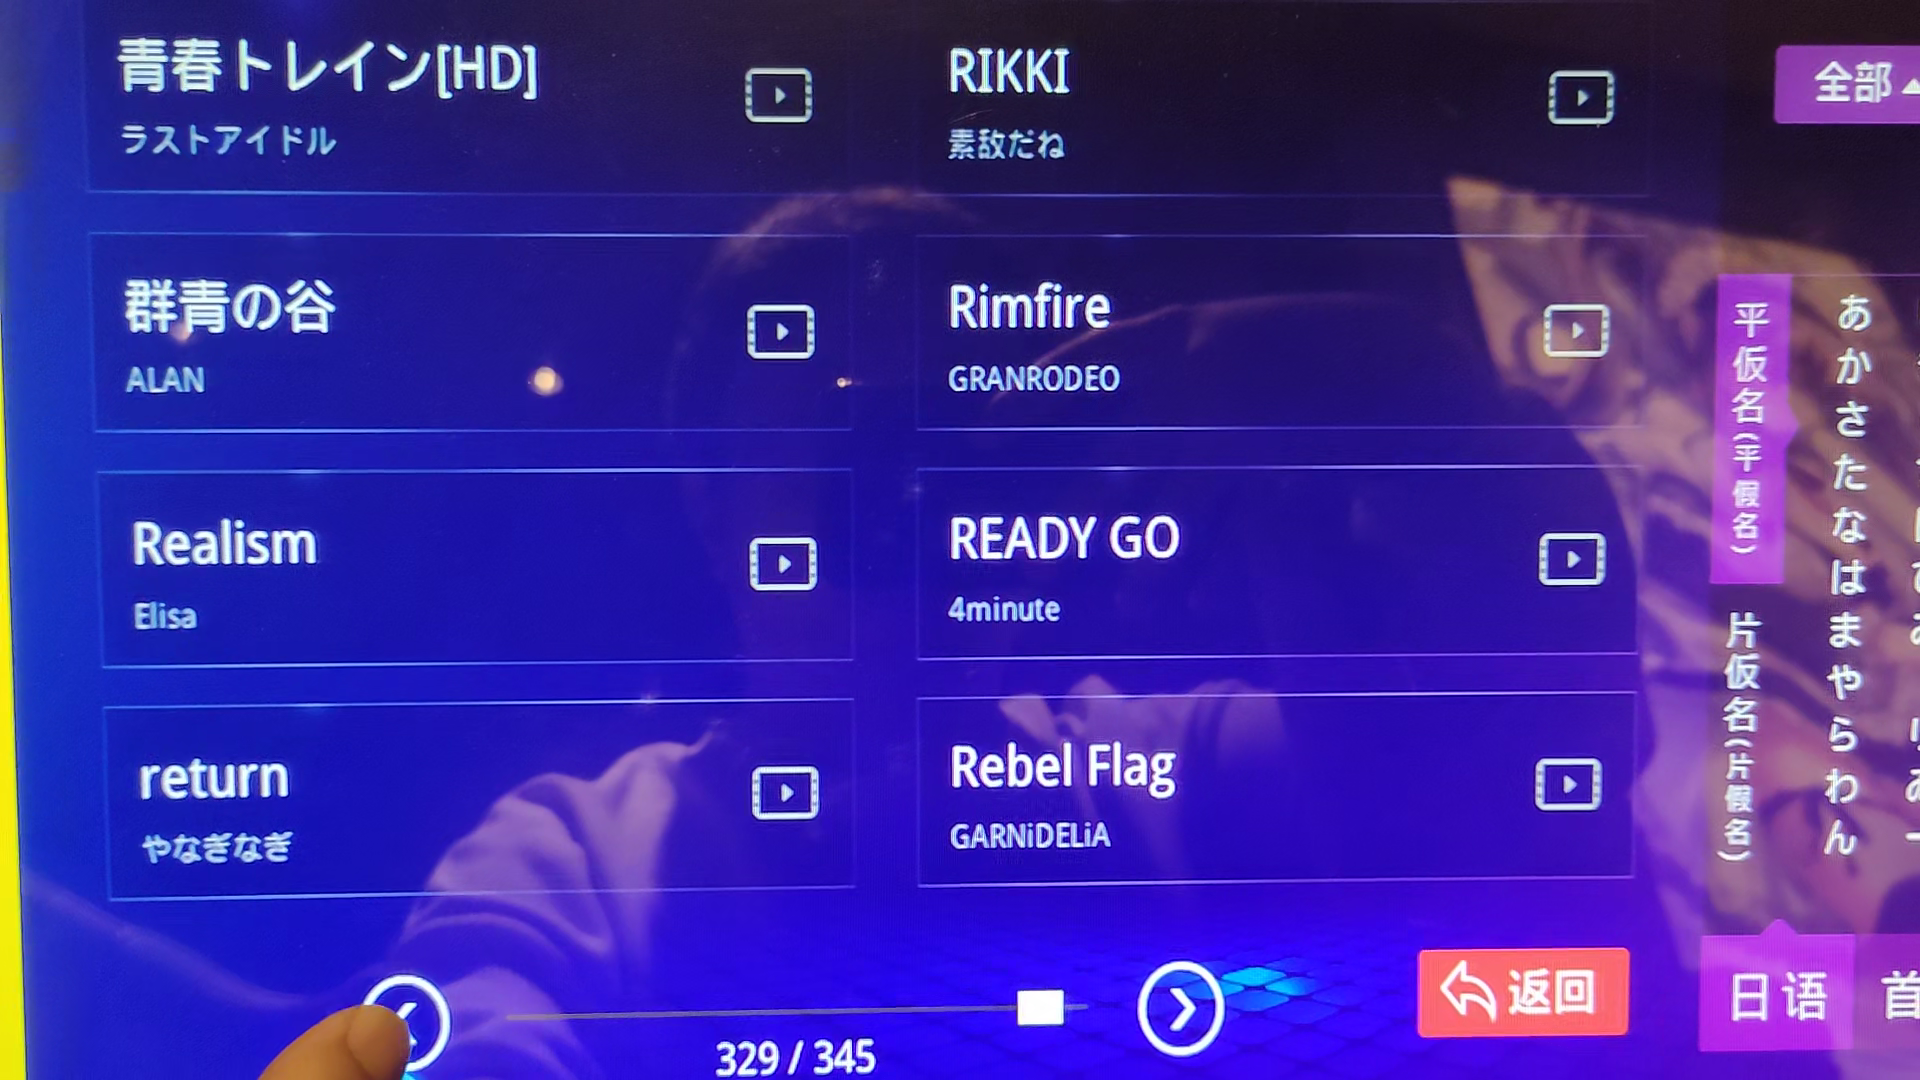 青春トレイン[HD]
ラストアイドル
RIKKI
素敌だね
全部
群青の谷
ALAN
Rimfire
GRANRODEO
Realism
Elisa
READY GO
4minute
return
やなぎなぎ
Rebel Flag
GARNiDELiA
平仮名(平假名)
片仮名(片假名)
あかさたなはまやらわん
329 / 345
返回
日语
首